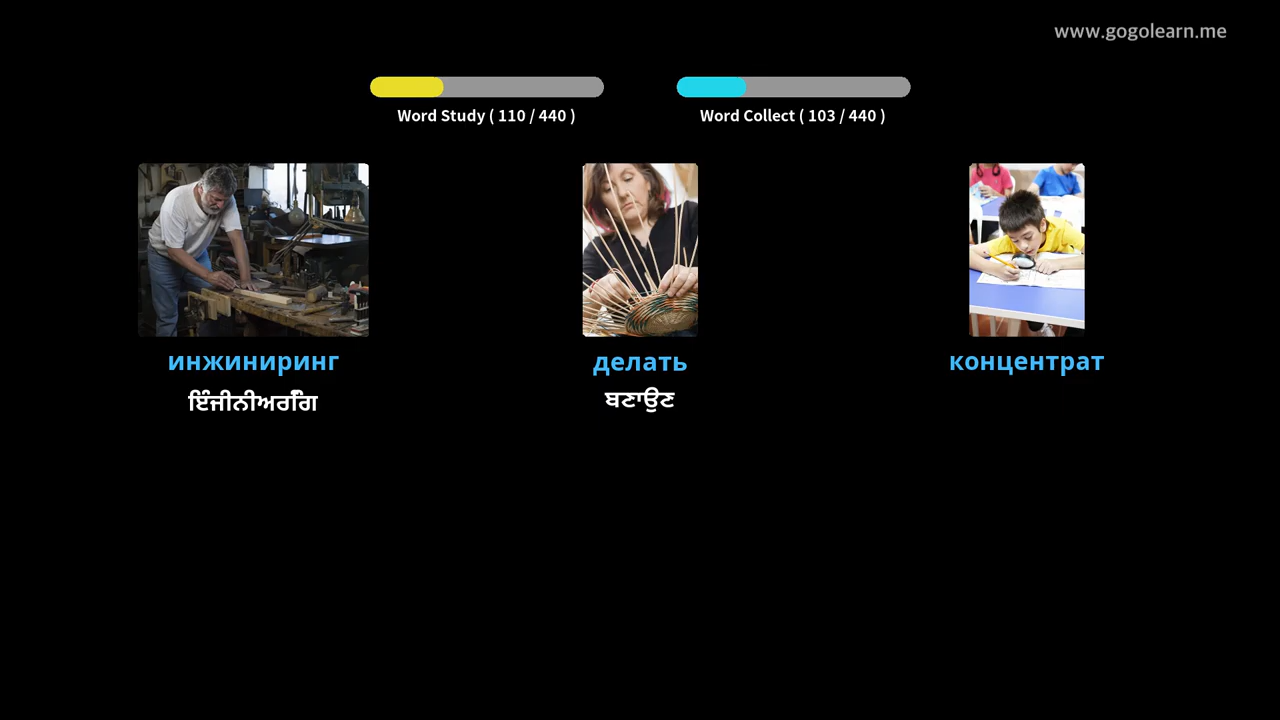 www.gogolearn.me
Word Study ( 110 / 440 )
Word Collect ( 103 / 440 )
инжиниринг
делать
концентрат
ਇੰਜੀਨੀਅਰਿੰਗ
ਬਣਾਉਣ